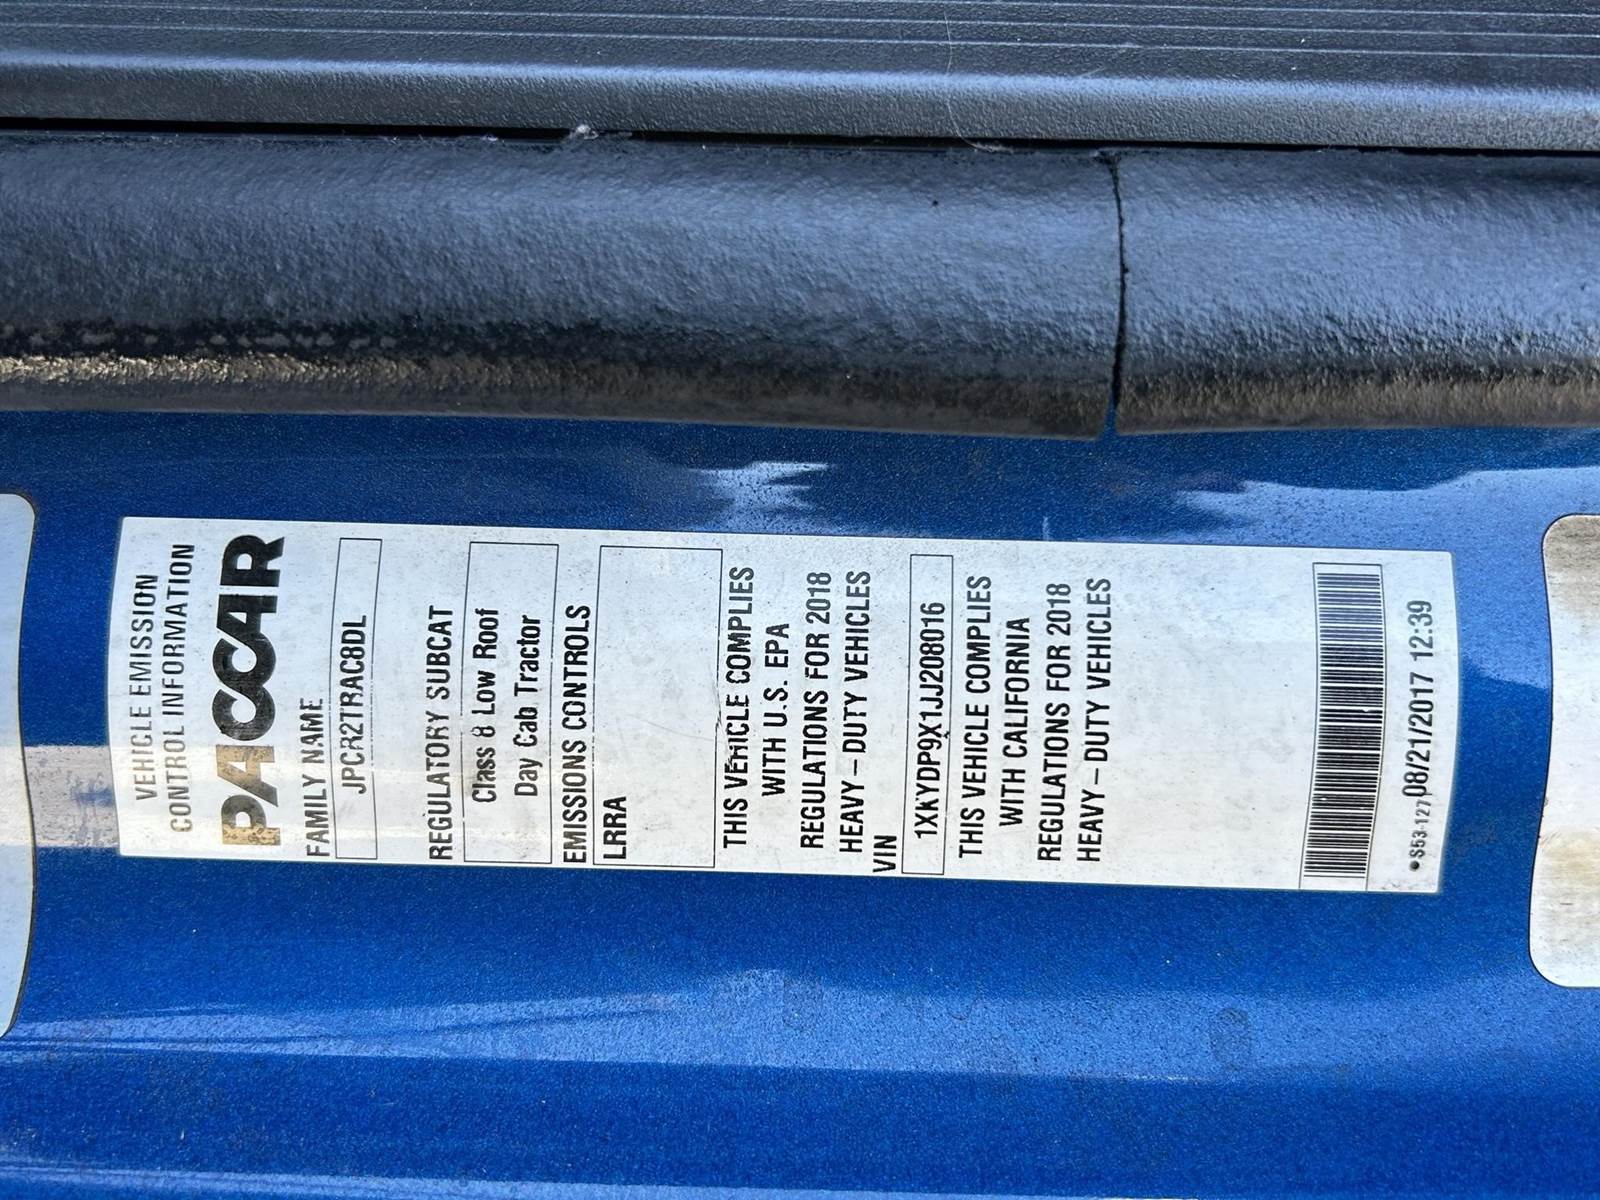 VEHICLE EMISSION
CONTROL INFORMATION
PACCAR
FAMILY NAME
JPCR2TRAC8DL
REGULATORY SUBCAT
Class 8 Low Roof
Day Cab Tractor
EMISSIONS CONTROLS
LRRA
THIS VEHICLE COMPLIES
WITH U.S. EPA
REGULATIONS FOR 2018
HEAVY-DUTY VEHICLES
VIN
1XKYDP9X1JJ208016
THIS VEHICLE COMPLIES
WITH CALIFORNIA
REGULATIONS FOR 2018
HEAVY-DUTY VEHICLES
•S53-127 08/21/2017 12:39